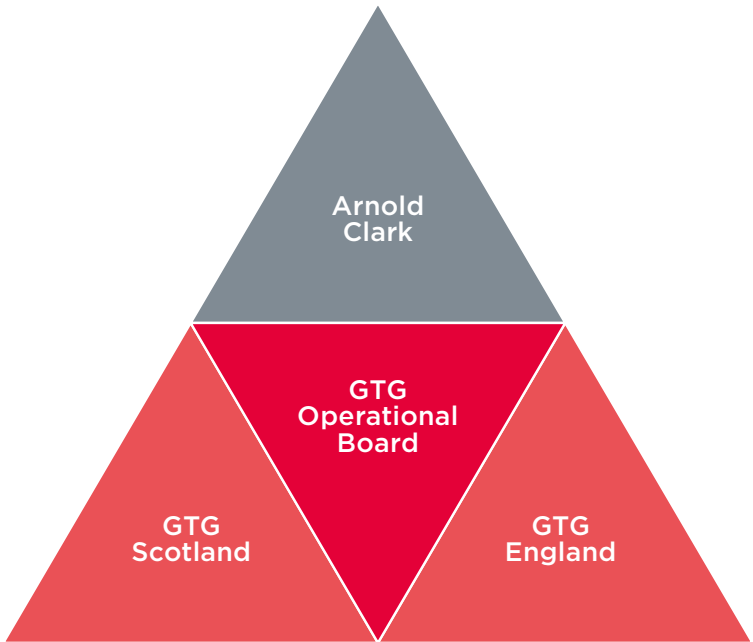 Arnold
Clark
GTG
Operational
Board
GTG
Scotland
GTG
England